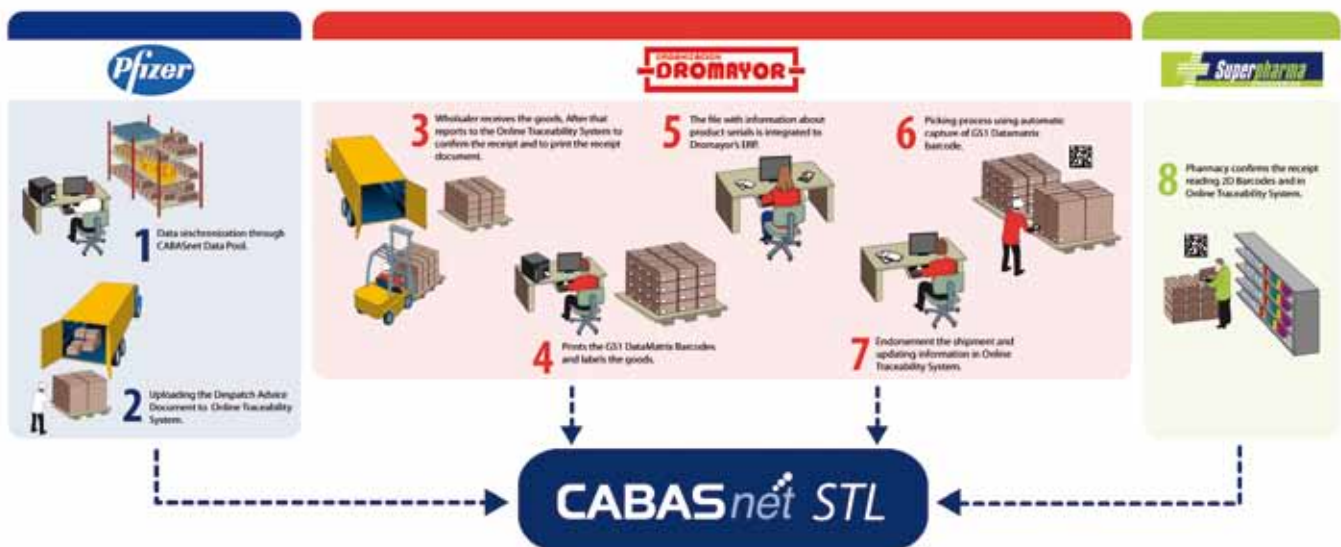 Pfizer
ORGANIZACION
DROMAYOR
Superpharma
1
Data sinchronization through
CABASnet Data Pool.
2
Uploading the Despatch Advice
Document to Online Traceability
System.
3
Wholsaler receives the goods. After that
reports to the Online Traceability System to
confirm the receipt and to print the receipt
document.
4
Prints the GS1 DataMatrix Barcodes
and labels the goods.
5
The file with information about
product serials is integrated to
Dromayor's ERP.
6
Picking process using automatic
capture of GS1 Datamatrix
barcode.
7
Endorsement the shipment and
updating information in Online
Traceability System.
8
Pharmacy confirms the receipt
reading 2D Barcodes and in
Online Traceability System.
CABASnet STL